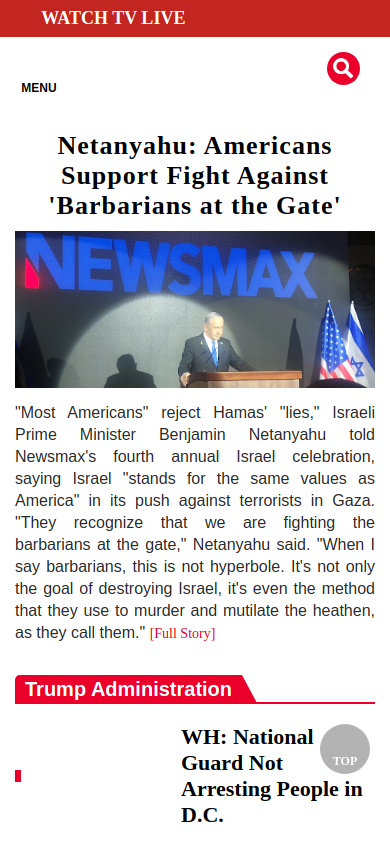 WATCH TV LIVE
MENU
Netanyahu: Americans
Support Fight Against
'Barbarians at the Gate'
NEWSMAX
"Most Americans" reject Hamas' "lies," Israeli
Prime Minister Benjamin Netanyahu told
Newsmax's fourth annual Israel celebration,
saying Israel "stands for the same values as
America" in its push against terrorists in Gaza.
"They recognize that we are fighting the
barbarians at the gate," Netanyahu said. "When I
say barbarians, this is not hyperbole. It's not only
the goal of destroying Israel, it's even the method
that they use to murder and mutilate the heathen,
as they call them." [Full Story]
Trump Administration
WH: National
Guard Not
TOP
Arresting People in
D.C.